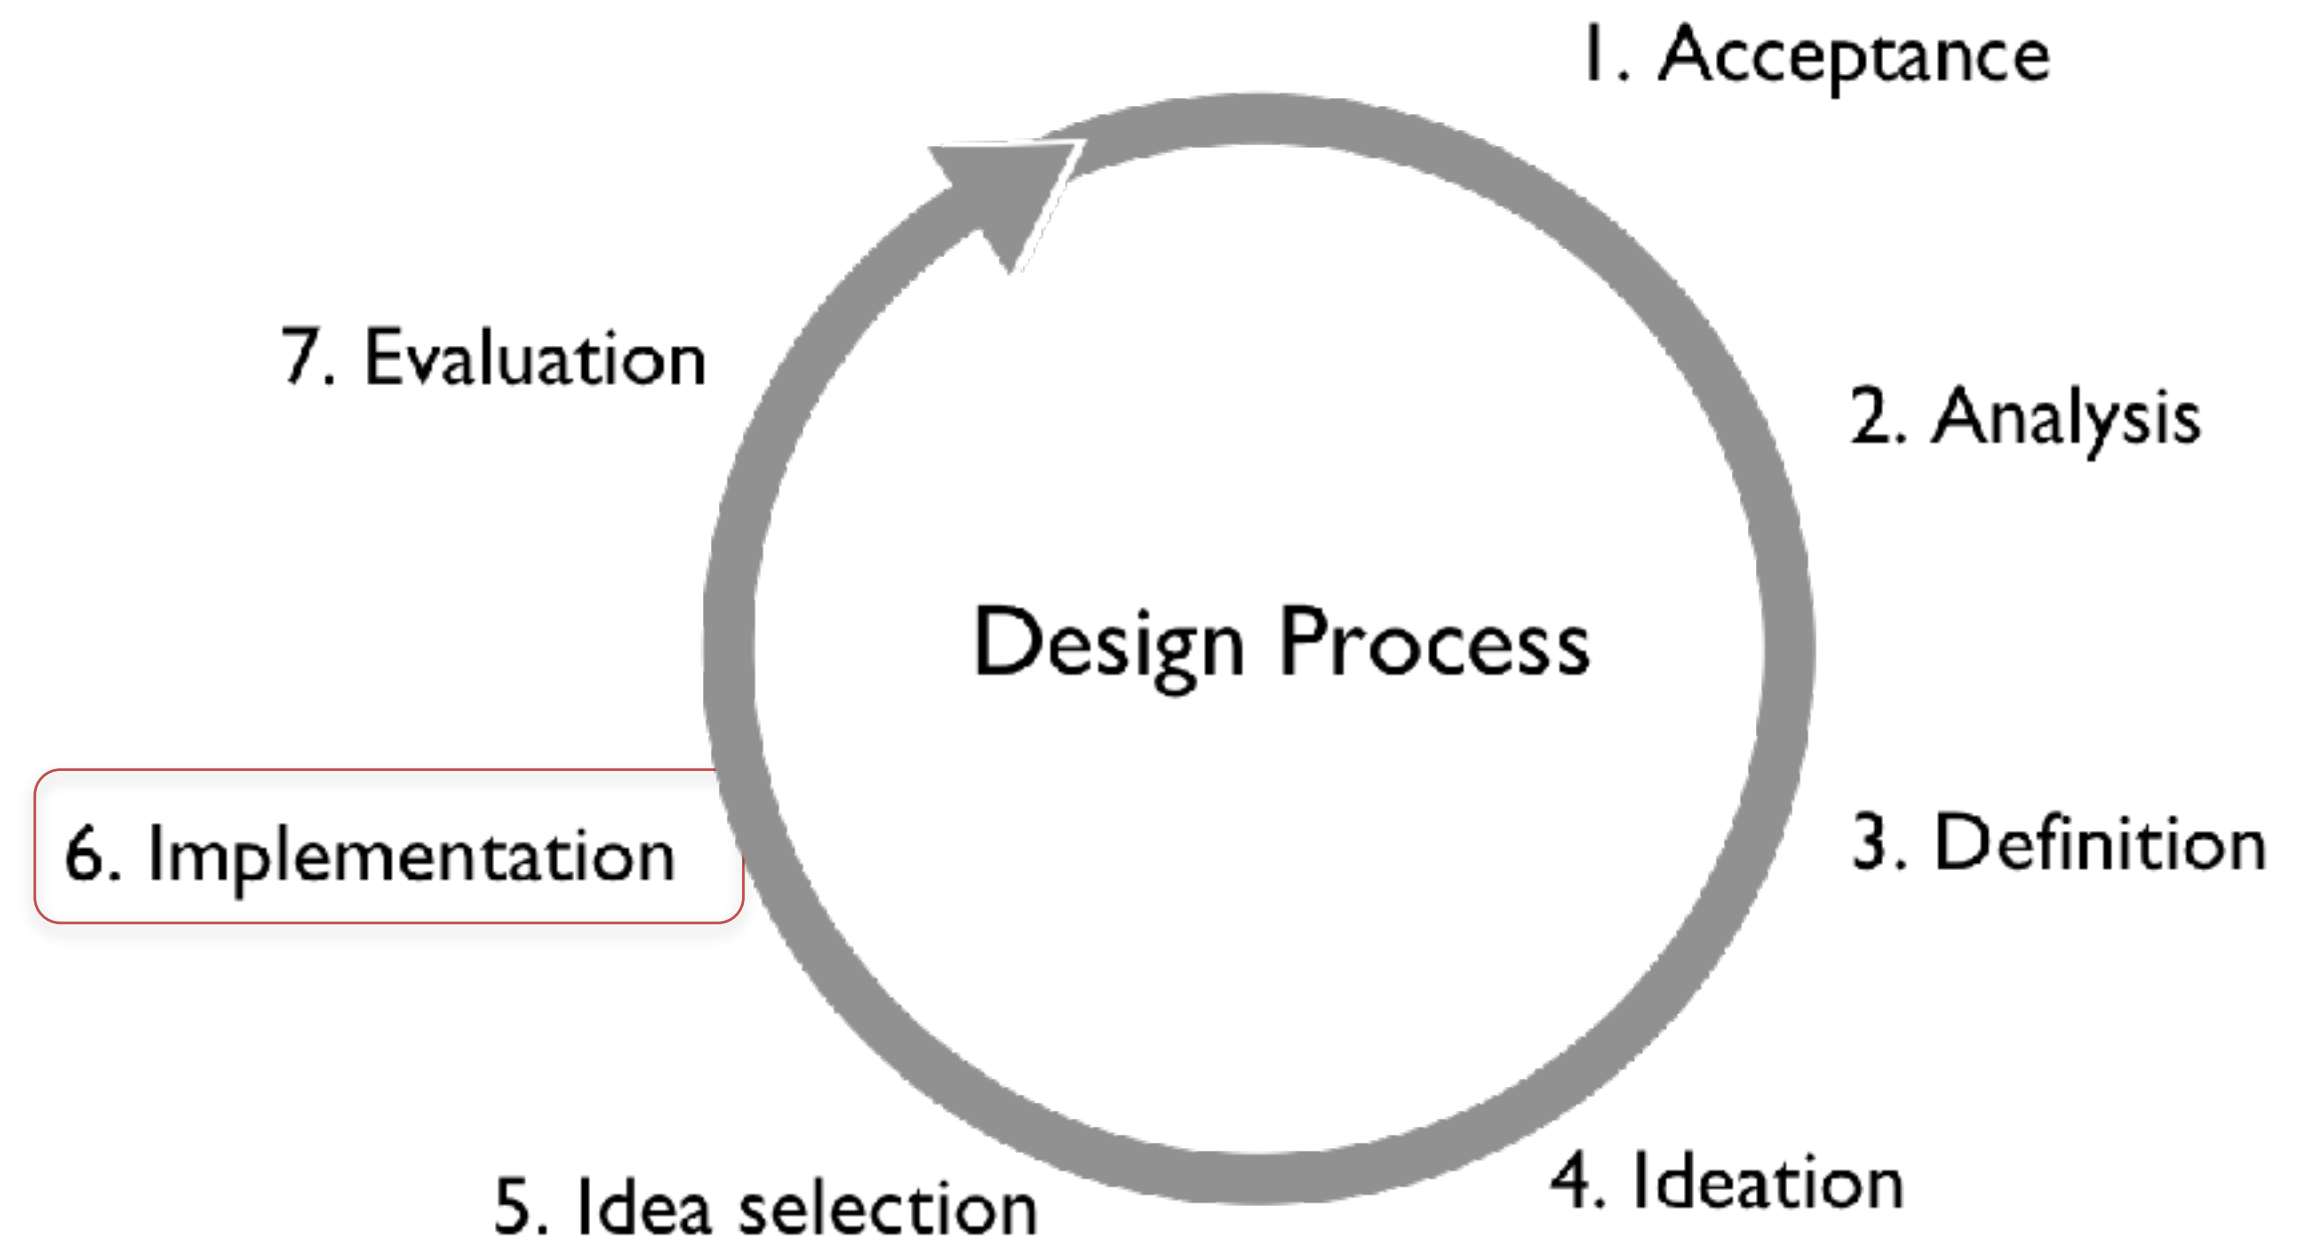 1. Acceptance
2. Analysis
3. Definition
4. Ideation
5. Idea selection
6. Implementation
7. Evaluation
Design Process